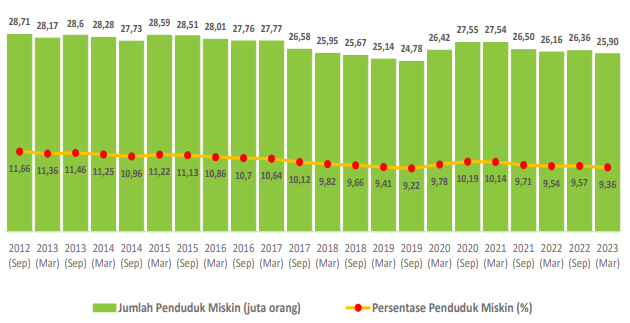 28,71 28,17 28,6 28,28 27,73 28,59 28,51 28,01 27,76 27,77 26,58 25,95 25,67 25,14 24,78 26,42 27,55 27,54 26,50 26,16 26,36 25,90
11,66 11,36 11,46 11,25 10,96 11,22 11,13 10,86 10,7 10,64 10,12 9,82 9,66 9,41 9,22 9,78 10,19 10,14 9,71 9,54 9,57 9,36
2012 2013 2013 2014 2014 2015 2015 2016 2016 2017 2017 2018 2018 2019 2019 2020 2020 2021 2021 2022 2022 2023
(Sep) (Mar) (Sep) (Mar) (Sep) (Mar) (Sep) (Mar) (Sep) (Mar) (Sep) (Mar) (Sep) (Mar) (Sep) (Mar) (Sep) (Mar) (Sep) (Mar) (Sep) (Mar)
Jumlah Penduduk Miskin (juta orang) Persentase Penduduk Miskin (%)